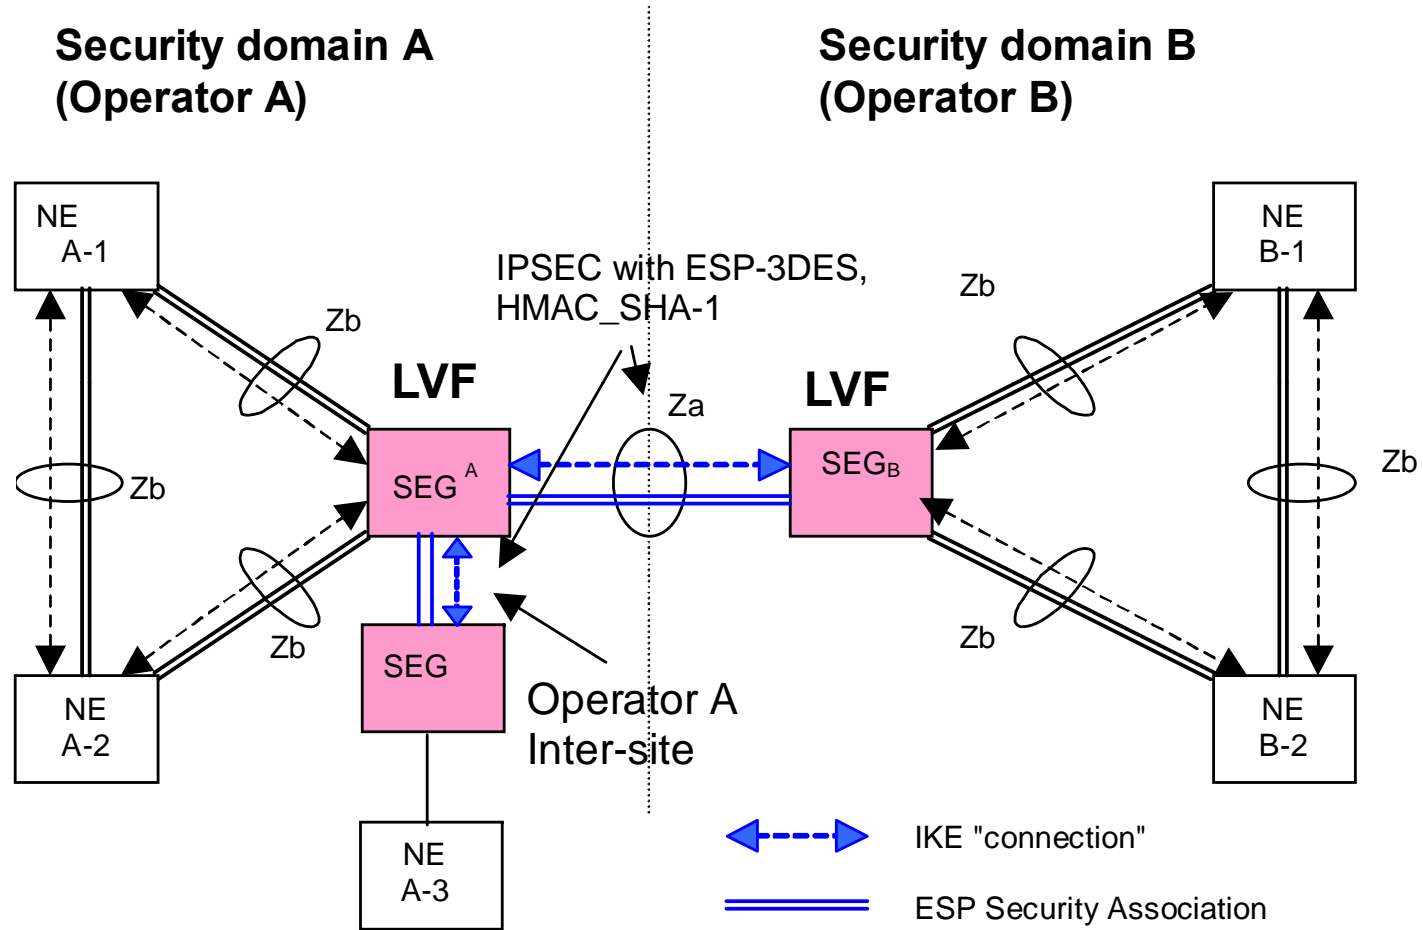 Security domain A
(Operator A)
Security domain B
(Operator B)
NE
A-1
NE
B-1
IPSEC with ESP-3DES,
HMAC_SHA-1
Zb
Zb
LVF
LVF
Za
SEG A
SEGB
Zb
Zb
Zb
Zb
SEG
Operator A
Inter-site
NE
A-2
NE
B-2
NE
A-3
IKE "connection"
ESP Security Association